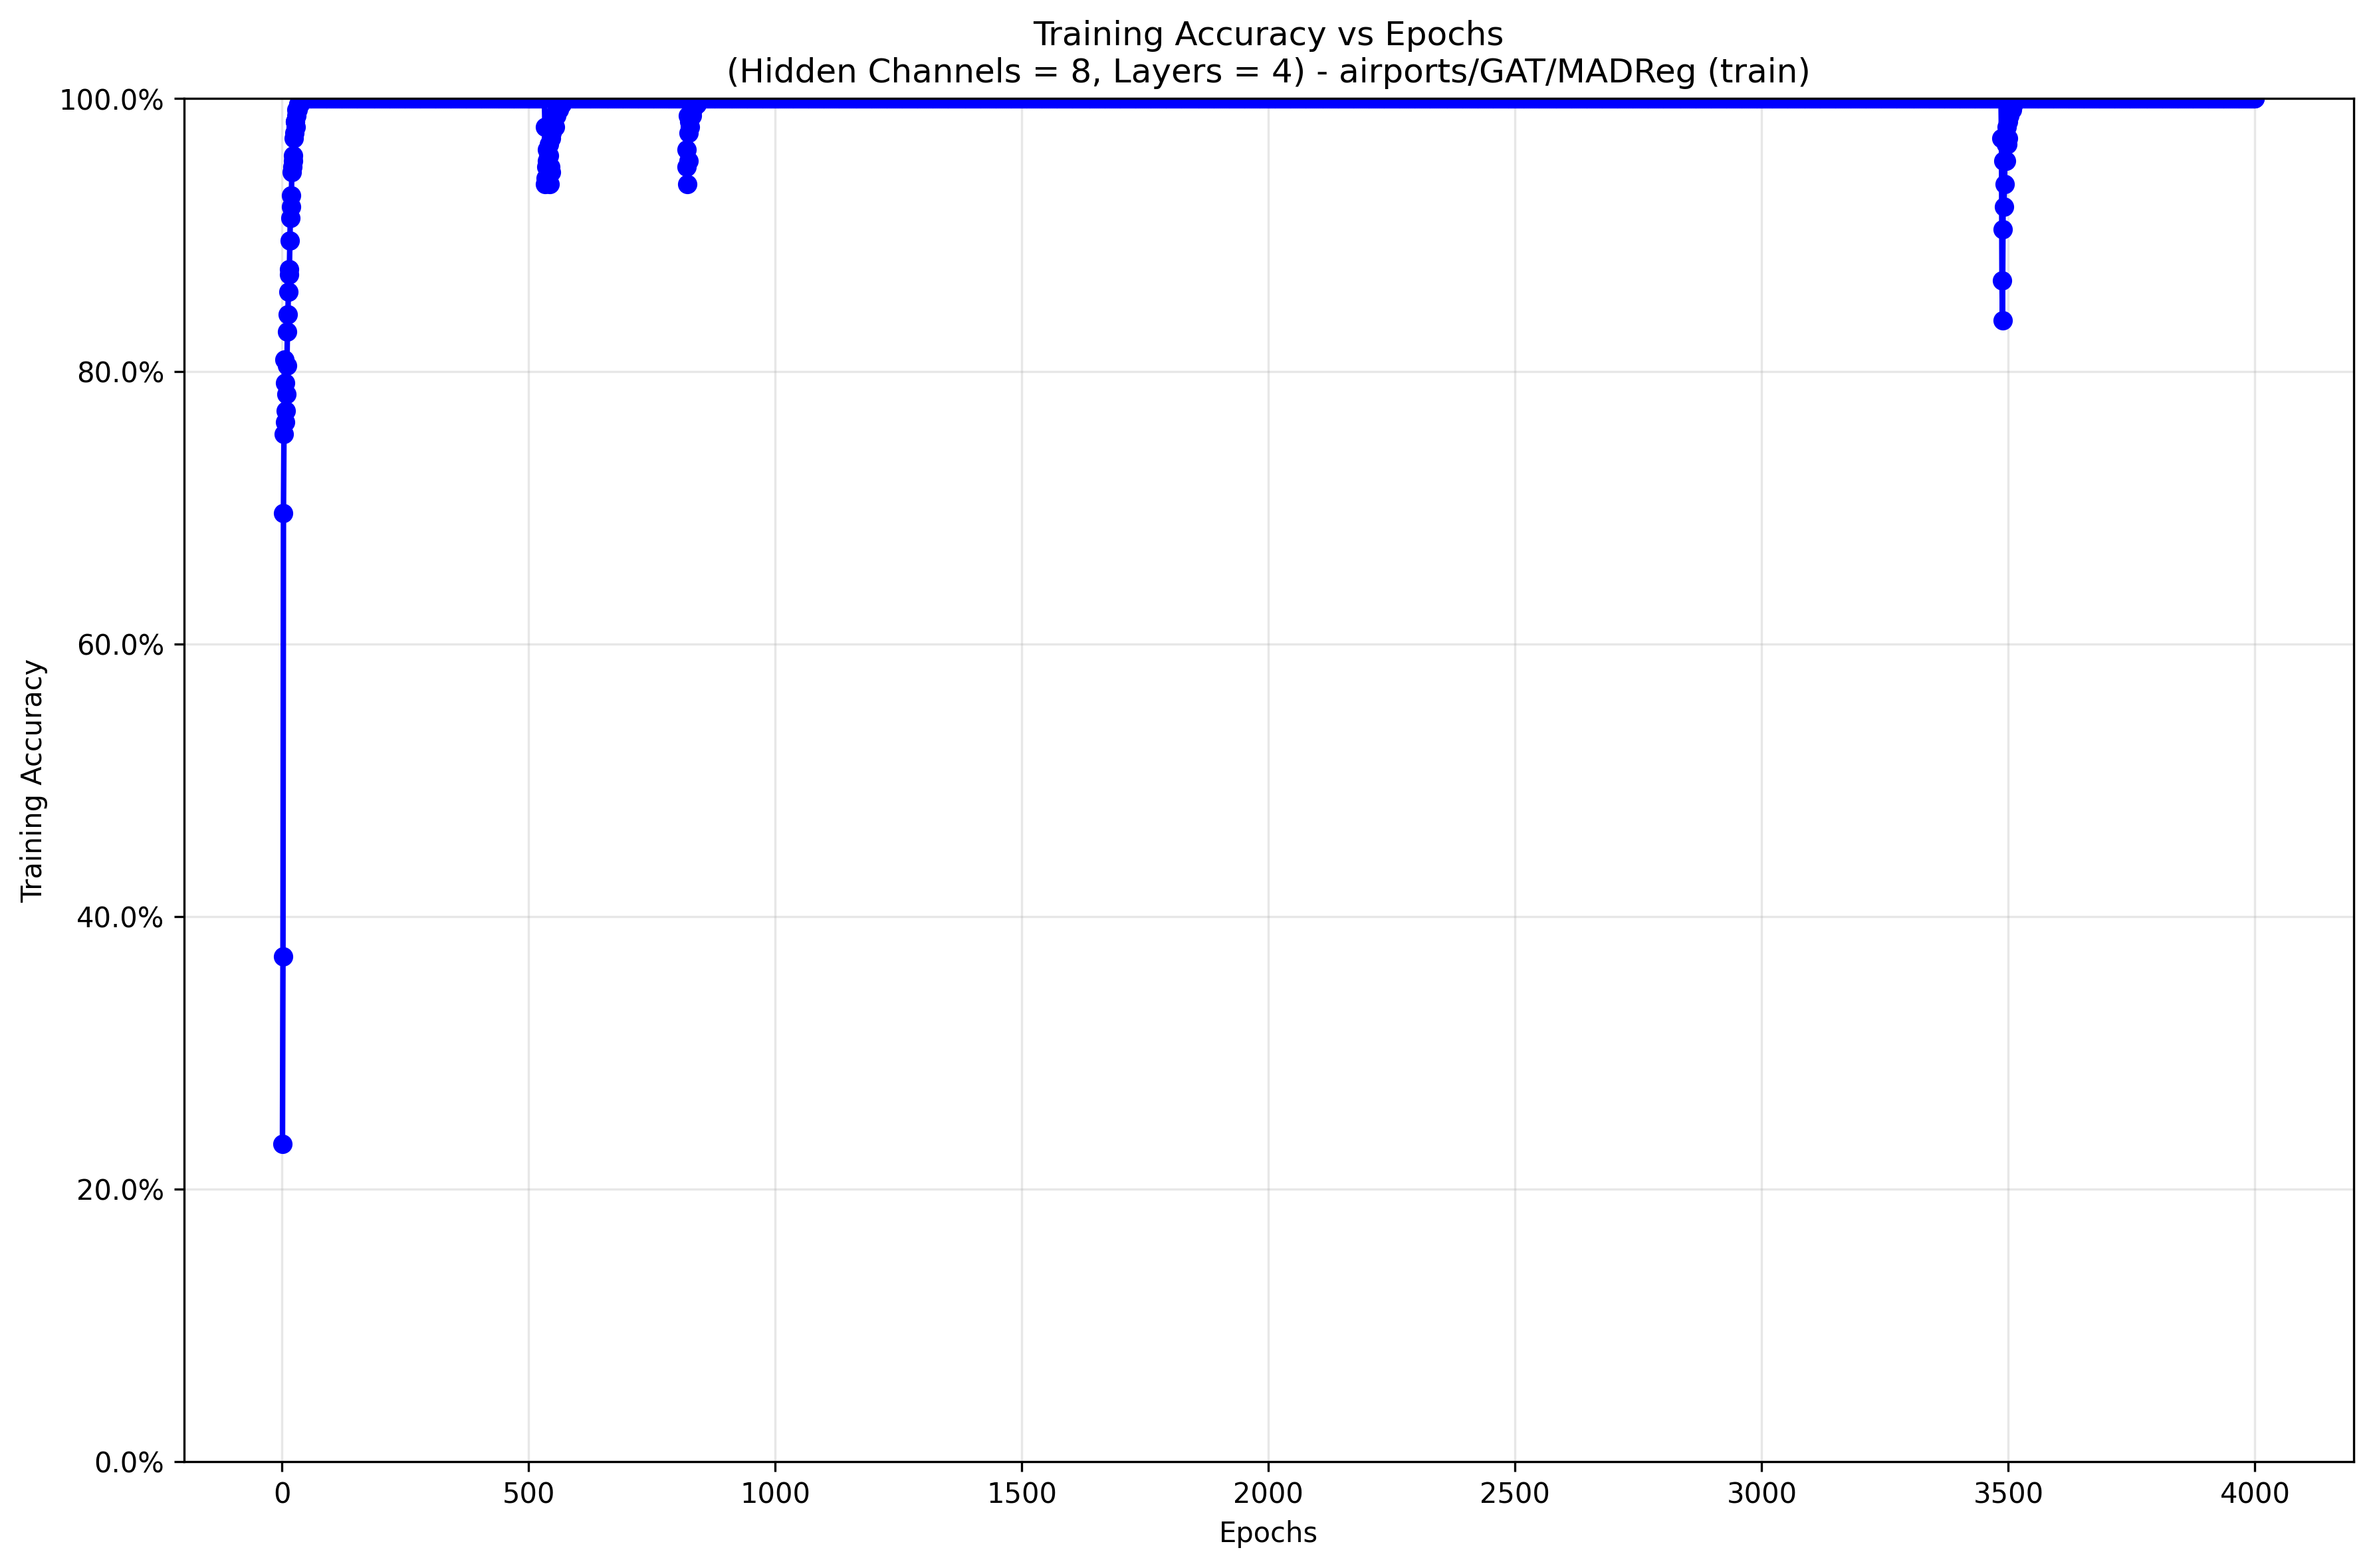 Training Accuracy vs Epochs
(Hidden Channels = 8, Layers = 4) - airports/GAT/MADReg (train)
100.0%
80.0%
60.0%
40.0%
20.0%
0.0%
Training Accuracy
0 500 1000 1500 2000 2500 3000 3500 4000
Epochs